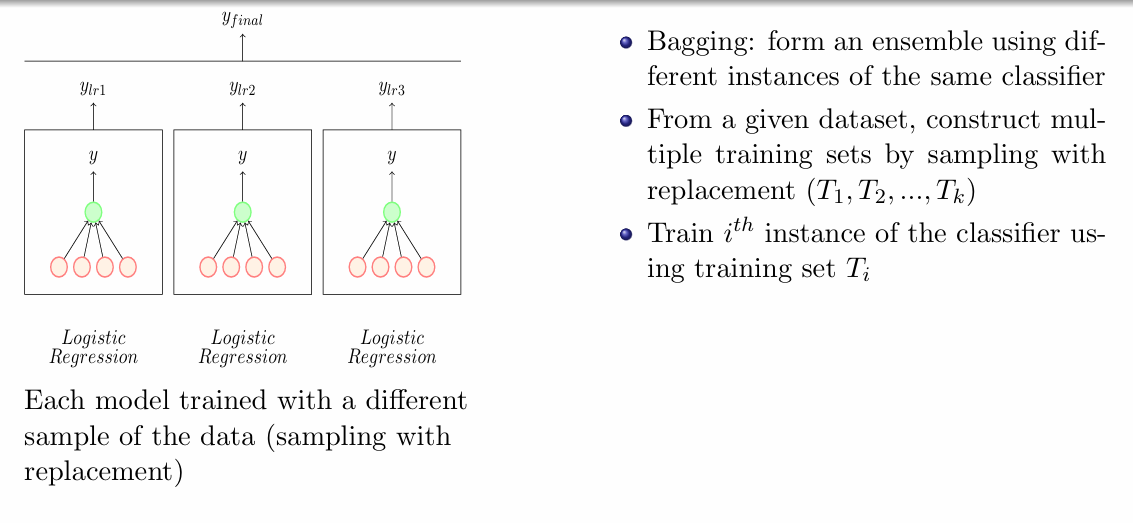 y_final
y_lr1 y_lr2 y_lr3
y y y
Logistic Regression
Logistic Regression
Logistic Regression
Each model trained with a different
sample of the data (sampling with
replacement)
Bagging: form an ensemble using dif-
ferent instances of the same classifier
From a given dataset, construct mul-
tiple training sets by sampling with
replacement (T_1, T_2, ..., T_k)
Train i^th instance of the classifier us-
ing training set T_i